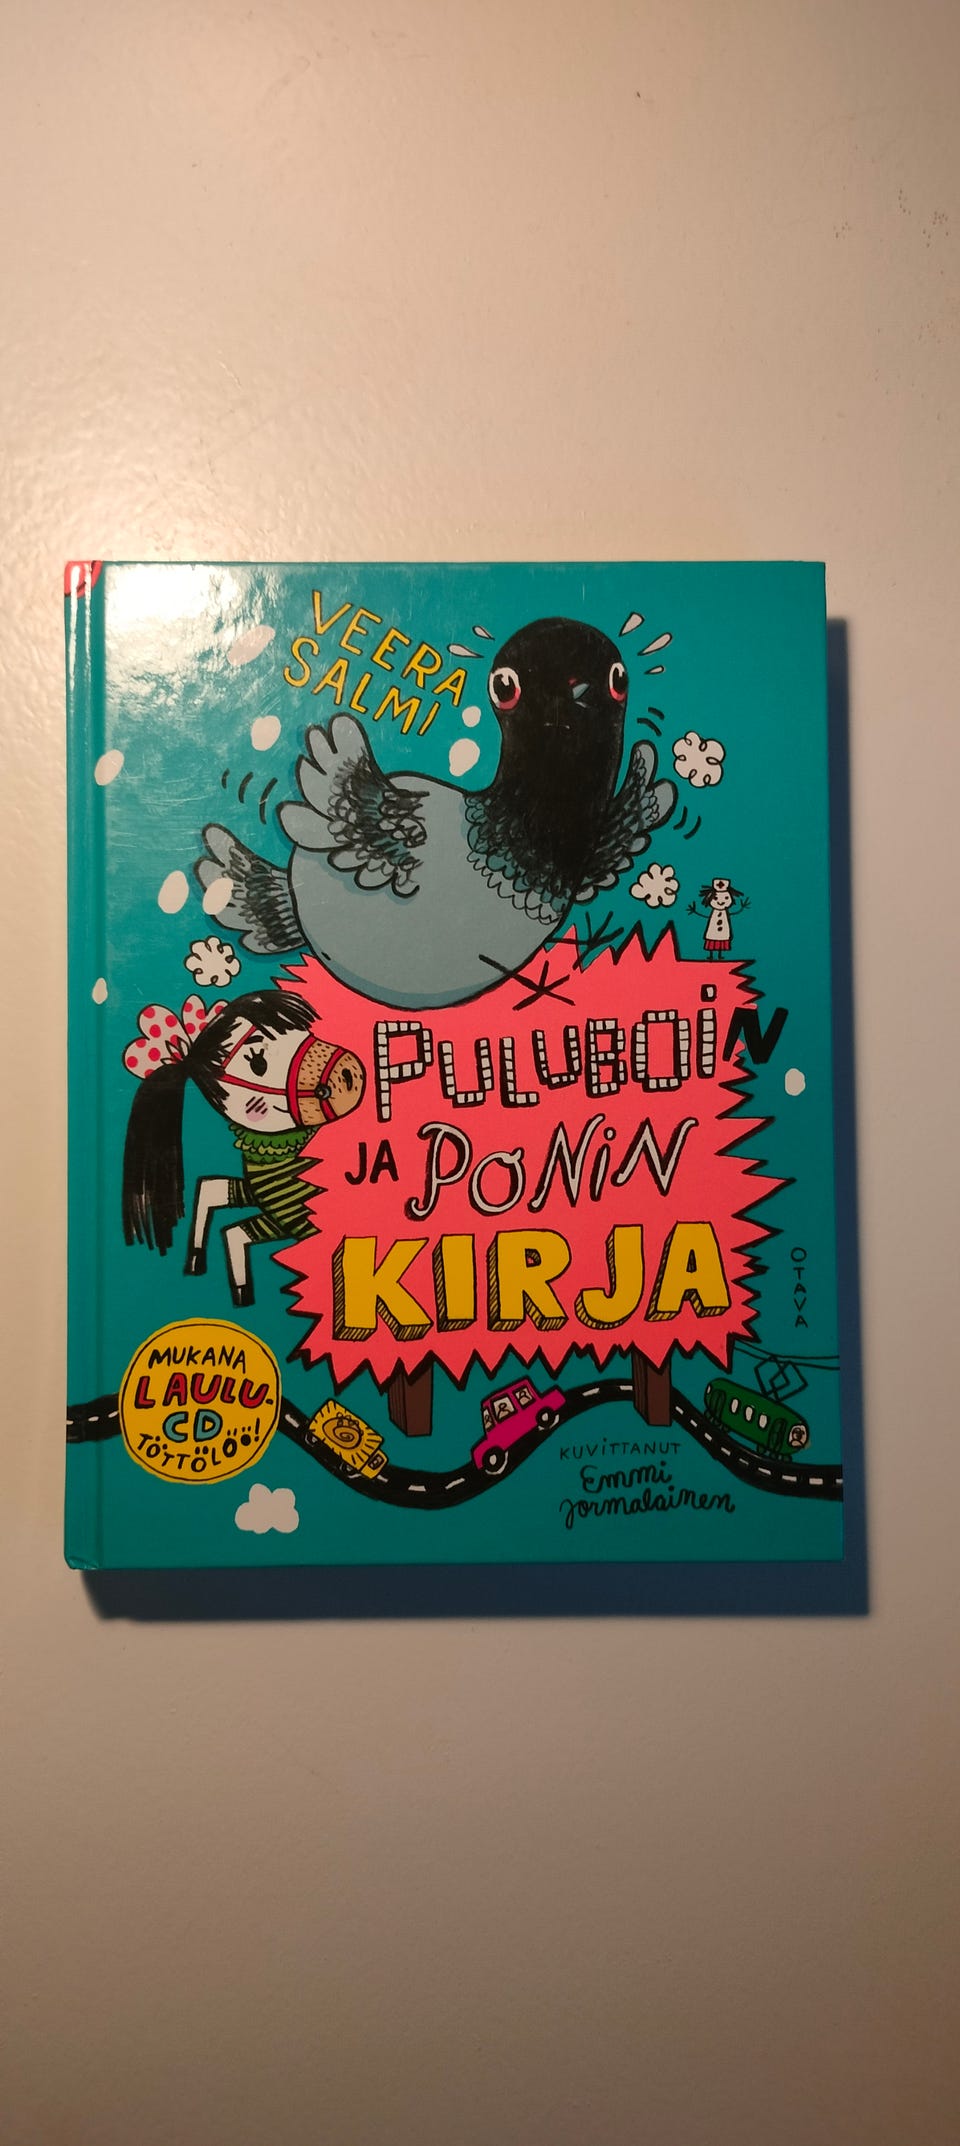 VEERA
SALMI
PULUBOIN
JA PONIN
KIRJA
OTAVA
MUKANA
LAULU-
CD
TÖTTÖLÖÖ!
KUVITTANUT
Emmi
Jormalainen